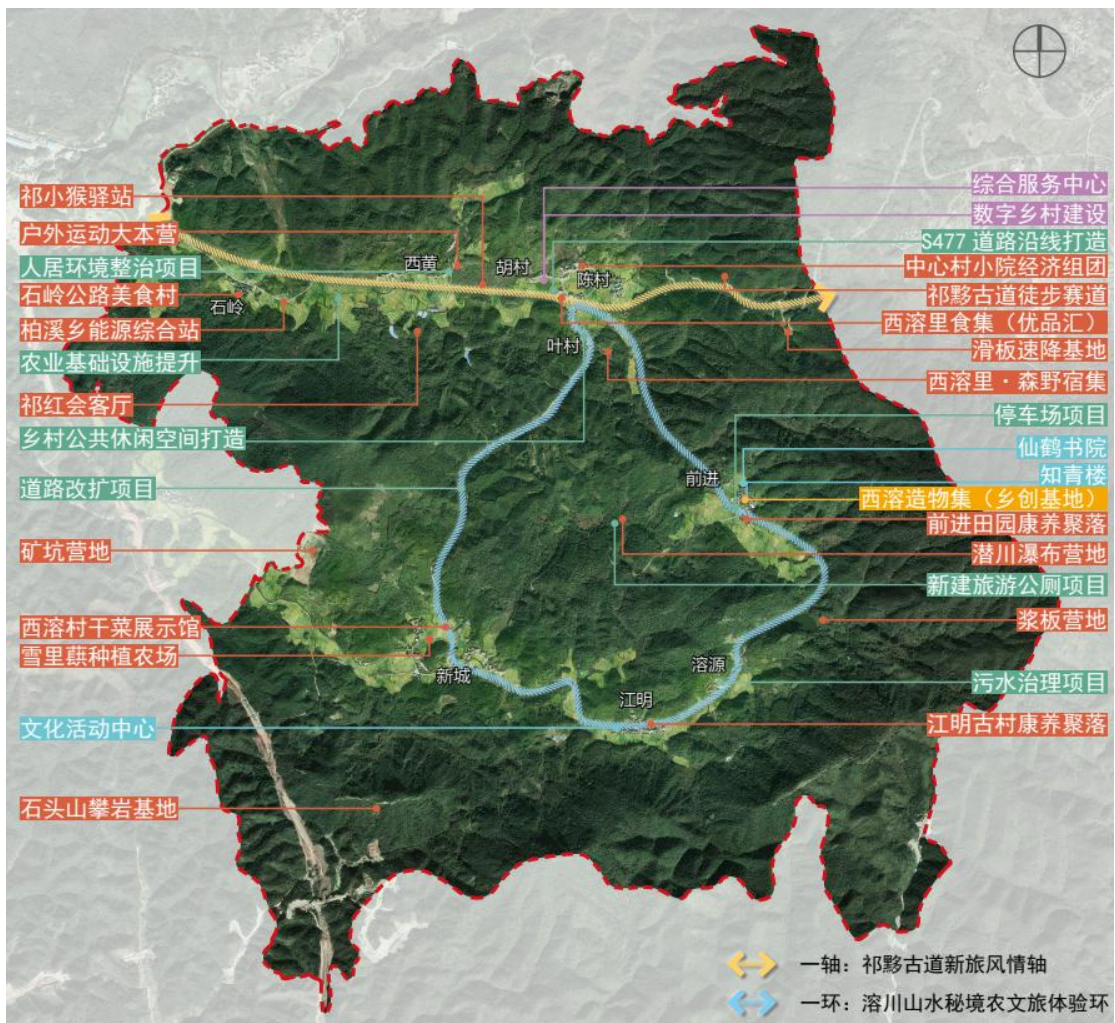 祁小猴驿站
户外运动大本营
人居环境整治项目
石岭公路美食村
柏溪乡能源综合站
农业基础设施提升
祁红会客厅
乡村公共休闲空间打造
道路改扩项目
矿坑营地
西溶村干菜展示馆
雪里蕻种植农场
文化活动中心
石头山攀岩基地
西黄
胡村
陈村
石岭
叶村
前进
新城
江明
溶源
综合服务中心
数字乡村建设
S477 道路沿线打造
中心村小院经济组团
祁黟古道徒步赛道
西溶里食集（优品汇）
滑板速降基地
西溶里·森野宿集
停车场项目
仙鹤书院
知青楼
西溶造物集（乡创基地）
前进田园康养聚落
潜川瀑布营地
新建旅游公厕项目
浆板营地
污水治理项目
江明古村康养聚落
一轴：祁黟古道新旅风情轴
一环：溶川山水秘境农文旅体验环